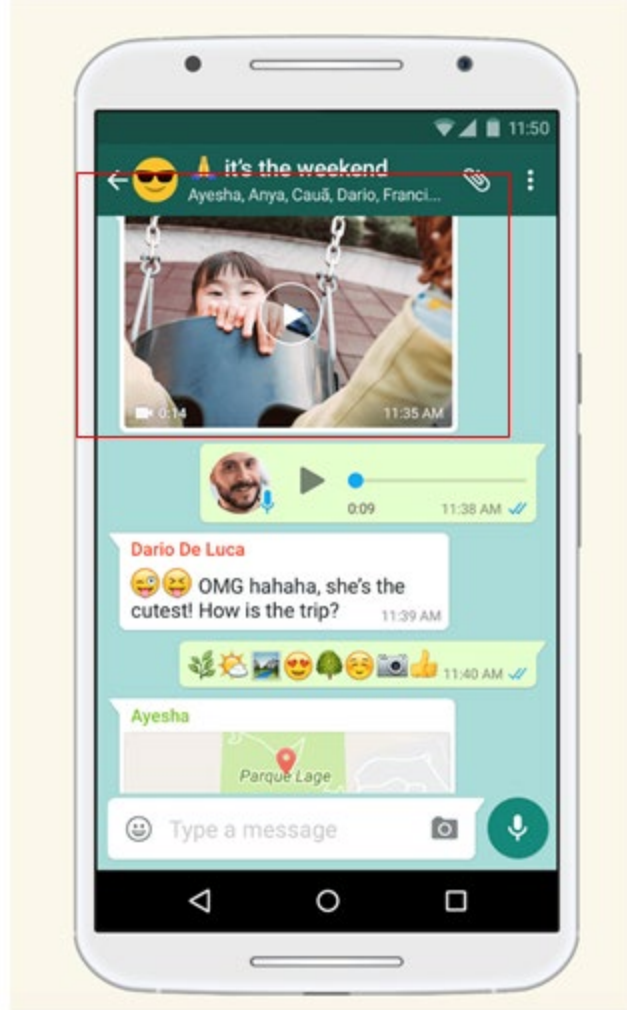 11:50
🙏 it's the weekend
Ayesha, Anya, Cauã, Dario, Franci...
0:14 11:35 AM
0:09 11:38 AM
Dario De Luca
😜😝 OMG hahaha, she's the
cutest! How is the trip? 11:39 AM
11:40 AM
Ayesha
Parque Lage
Type a message